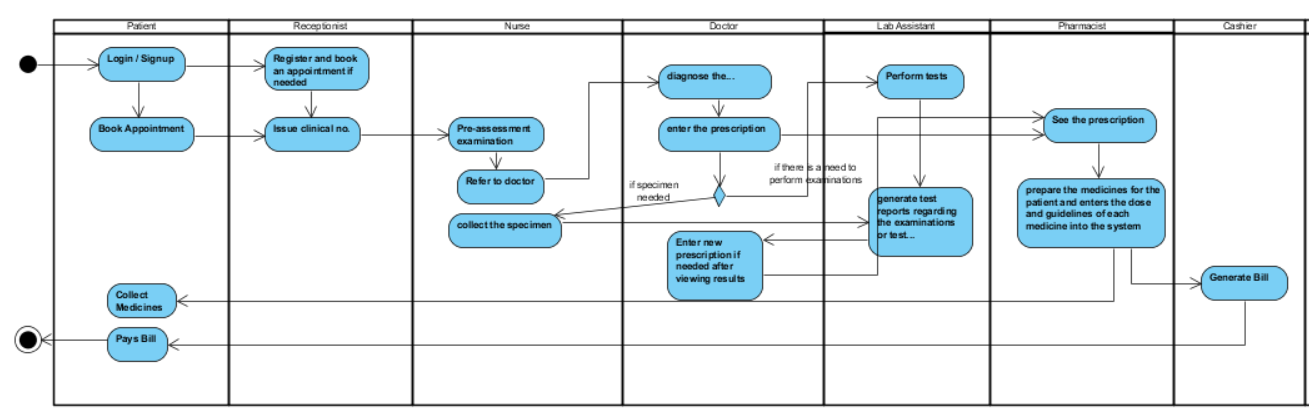 Patient
Receptionist
Nurse
Doctor
Lab Assistant
Pharmacist
Cashier
Login / Signup
Register and book
an appointment if
needed
diagnose the...
Perform tests
Book Appointment
Issue clinical no.
Pre-assessment
examination
enter the prescription
See the prescription
Refer to doctor
if there is a need to
perform examinations
if specimen
needed
collect the specimen
generate test
reports regarding
the examinations
or test...
prepare the medicines for the
patient and enters the dose
and guidelines of each
medicine into the system
Enter new
prescription if
needed after
viewing results
Generate Bill
Collect
Medicines
Pays Bill